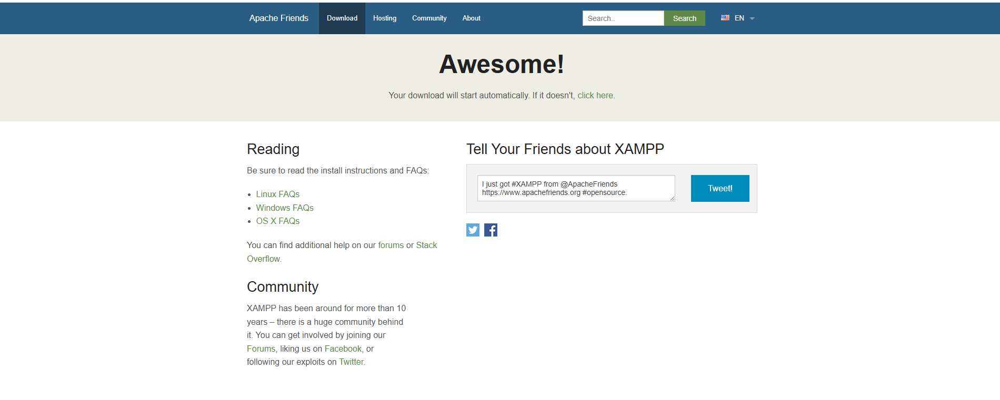 Apache Friends Download Hosting Community About Search.. Search EN
Awesome!
Your download will start automatically. If it doesn't, click here.
Reading
Be sure to read the install instructions and FAQs:
Linux FAQs
Windows FAQs
OS X FAQs
You can find additional help on our forums or Stack
Overflow.
Community
XAMPP has been around for more than 10
years – there is a huge community behind
it. You can get involved by joining our
Forums, liking us on Facebook, or
following our exploits on Twitter.
Tell Your Friends about XAMPP
I just got #XAMPP from @ApacheFriends
https://www.apachefriends.org #opensource.
Tweet!